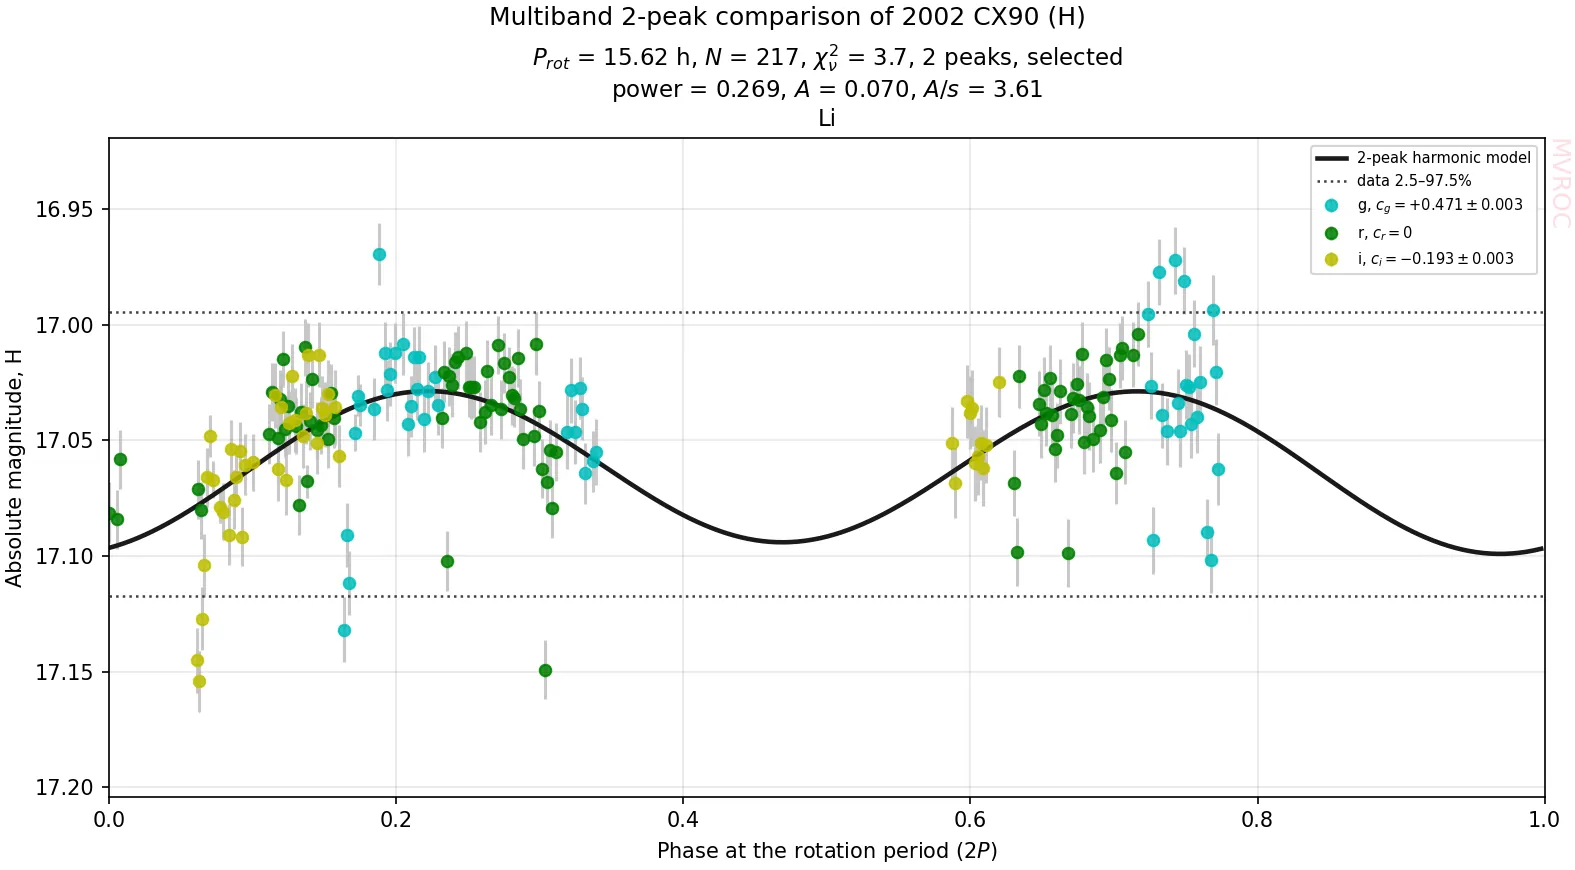 Multiband 2-peak comparison of 2002 CX90 (H)
P_rot = 15.62 h, N = 217, χ²_ν = 3.7, 2 peaks, selected
power = 0.269, A = 0.070, A/s = 3.61
Li
2-peak harmonic model
data 2.5–97.5%
g, c_g = +0.471 ± 0.003
r, c_r = 0
i, c_i = −0.193 ± 0.003
MVROC
Absolute magnitude, H
16.95
17.00
17.05
17.10
17.15
17.20
0.0 0.2 0.4 0.6 0.8 1.0
Phase at the rotation period (2P)